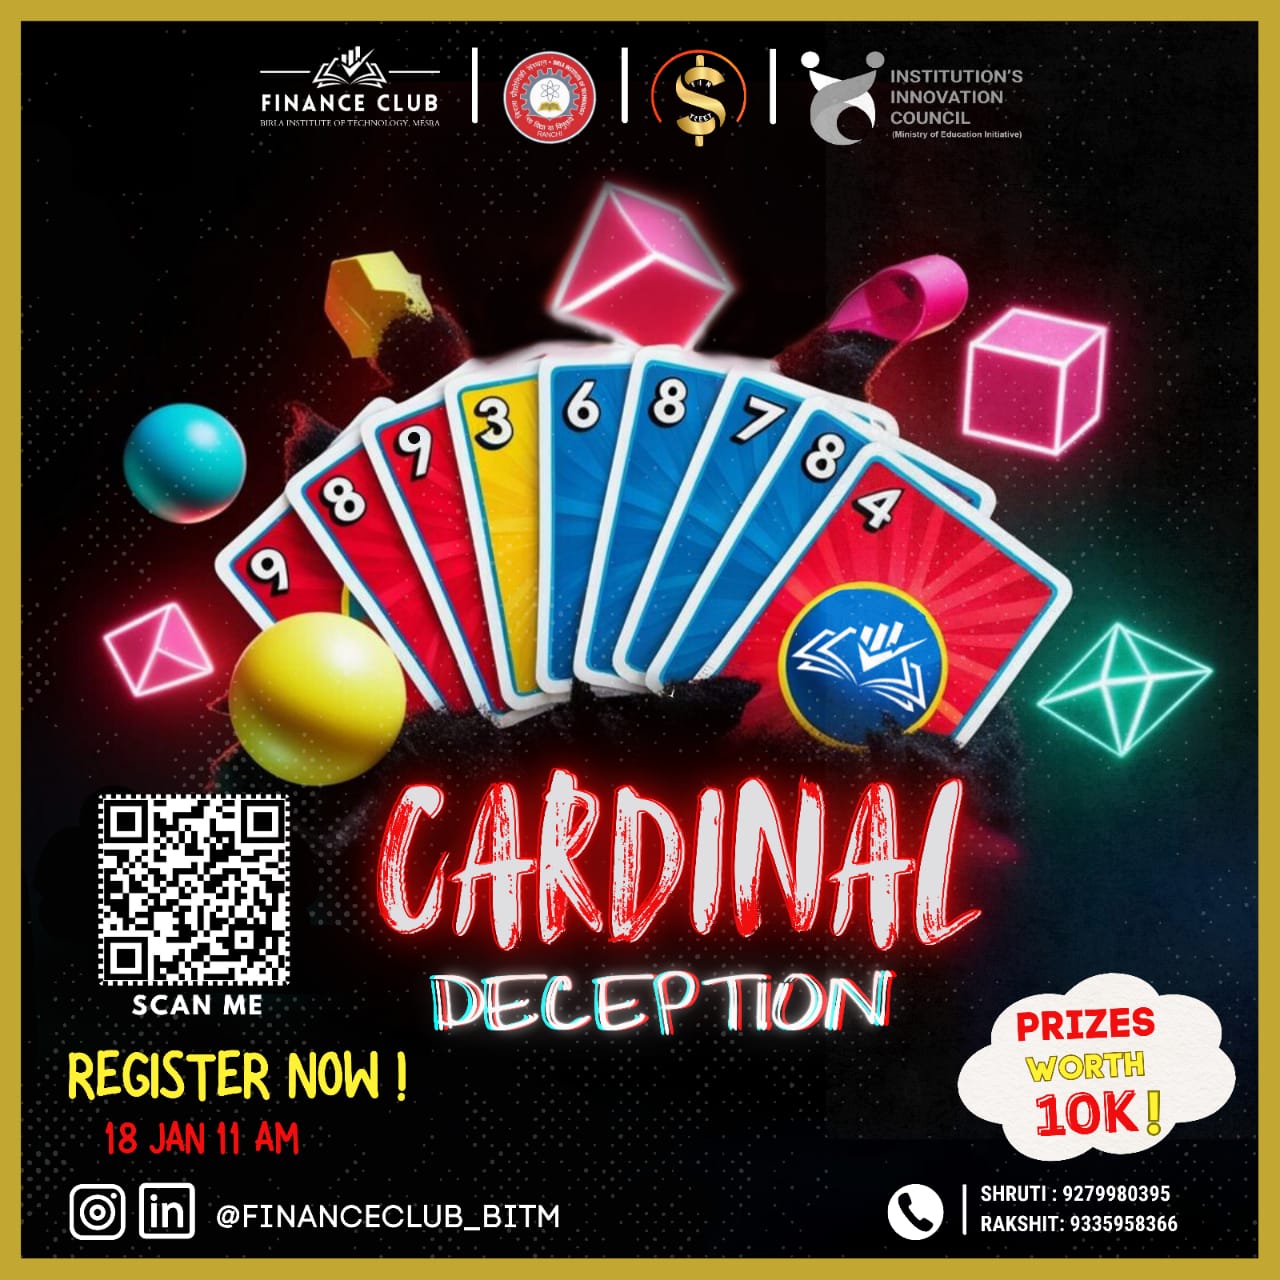 FINANCE CLUB
BIRLA INSTITUTE OF TECHNOLOGY, MESRA
RANCHI
INSTITUTION'S
INNOVATION
COUNCIL
(Ministry of Education Initiative)
9
8
9
3
6
8
7
8
4
CARDINAL
DECEPTION
SCAN ME
REGISTER NOW !
18 JAN 11 AM
PRIZES
WORTH
10K!
@FINANCECLUB_BITM
SHRUTI : 9279980395
RAKSHIT: 9335958366